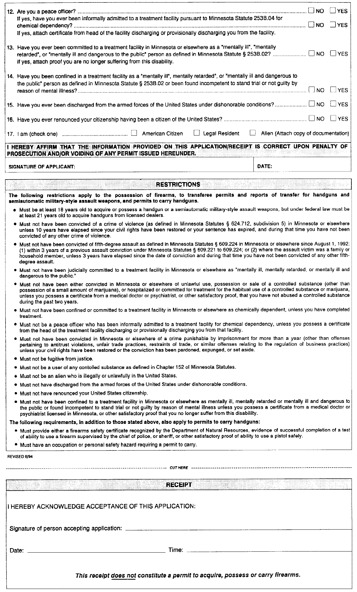 12. Are you a peace officer? ☐ NO ☐ YES
If yes, have you ever been informally admitted to a treatment facility pursuant to Minnesota Statute 253B.04 for
chemical dependency? ☐ NO ☐ YES
If yes, attach certificate from head of the facility discharging or provisionally discharging you from the facility.
13. Have you ever been committed to a treatment facility in Minnesota or elsewhere as a "mentally ill", "mentally
retarded", or "mentally ill and dangerous to the public" person as defined in Minnesota Statute § 253B.02? ☐ NO ☐ YES
If yes, attach proof you are no longer suffering from this disability.
14. Have you ever been confined in a treatment facility as a "mentally ill", "mentally retarded", or "mentally ill and dangerous to
the public" person as defined in Minnesota Statute § 253B.02 or been found incompetent to stand trial or not guilty by
reason of mental illness? ☐ NO ☐ YES
15. Have you ever been discharged from the armed forces of the United States under dishonorable conditions? ☐ NO ☐ YES
16. Have you ever renounced your citizenship having been a citizen of the United States? ☐ NO ☐ YES
17. I am (check one) ☐ American Citizen ☐ Legal Resident ☐ Alien (Attach copy of documentation)
I HEREBY AFFIRM THAT THE INFORMATION PROVIDED ON THIS APPLICATION/RECEIPT IS CORRECT UPON PENALTY OF
PROSECUTION AND/OR VOIDING OF ANY PERMIT ISSUED HEREUNDER.
SIGNATURE OF APPLICANT: DATE:
RESTRICTIONS
The following restrictions apply to the possession of firearms, to transferee permits and reports of transfer for handguns and
semiautomatic military-style assault weapons, and permits to carry handguns.
• Must be at least 18 years old to acquire or possess a handgun or a semiautomatic military-style assault weapon, but under federal law must be
at least 21 years old to acquire handguns from licensed dealers.
• Must not have been convicted of a crime of violence (as defined in Minnesota Statutes § 624.712, subdivision 5) in Minnesota or elsewhere
unless 10 years have elapsed since your civil rights have been restored or your sentence has expired, and during that time you have not been
convicted of any other crime of violence.
• Must not have been convicted of fifth-degree assault as defined in Minnesota Statutes § 609.224 in Minnesota or elsewhere since August 1, 1992:
(1) within 3 years of a previous assault conviction under Minnesota Statutes § 609.221 to 609.224; or (2) where the assault victim was a family or
household member, unless 3 years have elapsed since the date of conviction and during that time you have not been convicted of any other fifth-
degree assault.
• Must not have been judicially committed to a treatment facility in Minnesota or elsewhere as "mentally ill, mentally retarded, or mentally ill and
dangerous to the public."
• Must not have been either convicted in Minnesota or elsewhere of unlawful use, possession or sale of a controlled substance (other than
possession of a small amount of marijuana), or hospitalized or committed for treatment for the habitual use of a controlled substance or marijuana,
unless you possess a certificate from a medical doctor or psychiatrist, or other satisfactory proof, that you have not abused a controlled substance
during the past two years.
• Must not have been confined or committed to a treatment facility in Minnesota or elsewhere as chemically dependent, unless you have completed
treatment.
• Must not be a peace officer who has been informally admitted to a treatment facility for chemical dependency, unless you possess a certificate
from the head of the treatment facility discharging or provisionally discharging you from that facility.
• Must not have been convicted in Minnesota or elsewhere of a crime punishable by imprisonment for more than a year (other than offenses
pertaining to antitrust violations, unfair trade practices, restraints of trade, or similar offenses relating to the regulation of business practices)
unless your civil rights have been restored or the conviction has been pardoned, expunged, or set aside.
• Must not be fugitive from justice.
• Must not be a user of any controlled substance as defined in Chapter 152 of Minnesota Statutes.
• Must not be an alien who is illegally or unlawfully in the United States.
• Must not have discharged from the armed forces of the United States under dishonorable conditions.
• Must not have renounced your United States citizenship.
• Must not have been confined to a treatment facility in Minnesota or elsewhere as mentally ill, mentally retarded or mentally ill and dangerous to
the public or found incompetent to stand trial or not guilty by reason of mental illness unless you possess a certificate from a medical doctor or
psychiatrist licensed in Minnesota, or other satisfactory proof that you no longer suffer from this disability.
The following requirements, in addition to those stated above, also apply to permits to carry handguns:
• Must provide either a firearms safety certificate recognized by the Department of Natural Resources, evidence of successful completion of a test
of ability to use a firearm supervised by the chief of police, or sheriff, or other satisfactory proof of ability to use a pistol safely.
• Must have an occupation or personal safety hazard requiring a permit to carry.
REVISED 8/94
CUT HERE
RECEIPT
I HEREBY ACKNOWLEDGE ACCEPTANCE OF THIS APPLICATION:
Signature of person accepting application:
Date: Time:
This receipt does not constitute a permit to acquire, possess or carry firearms.